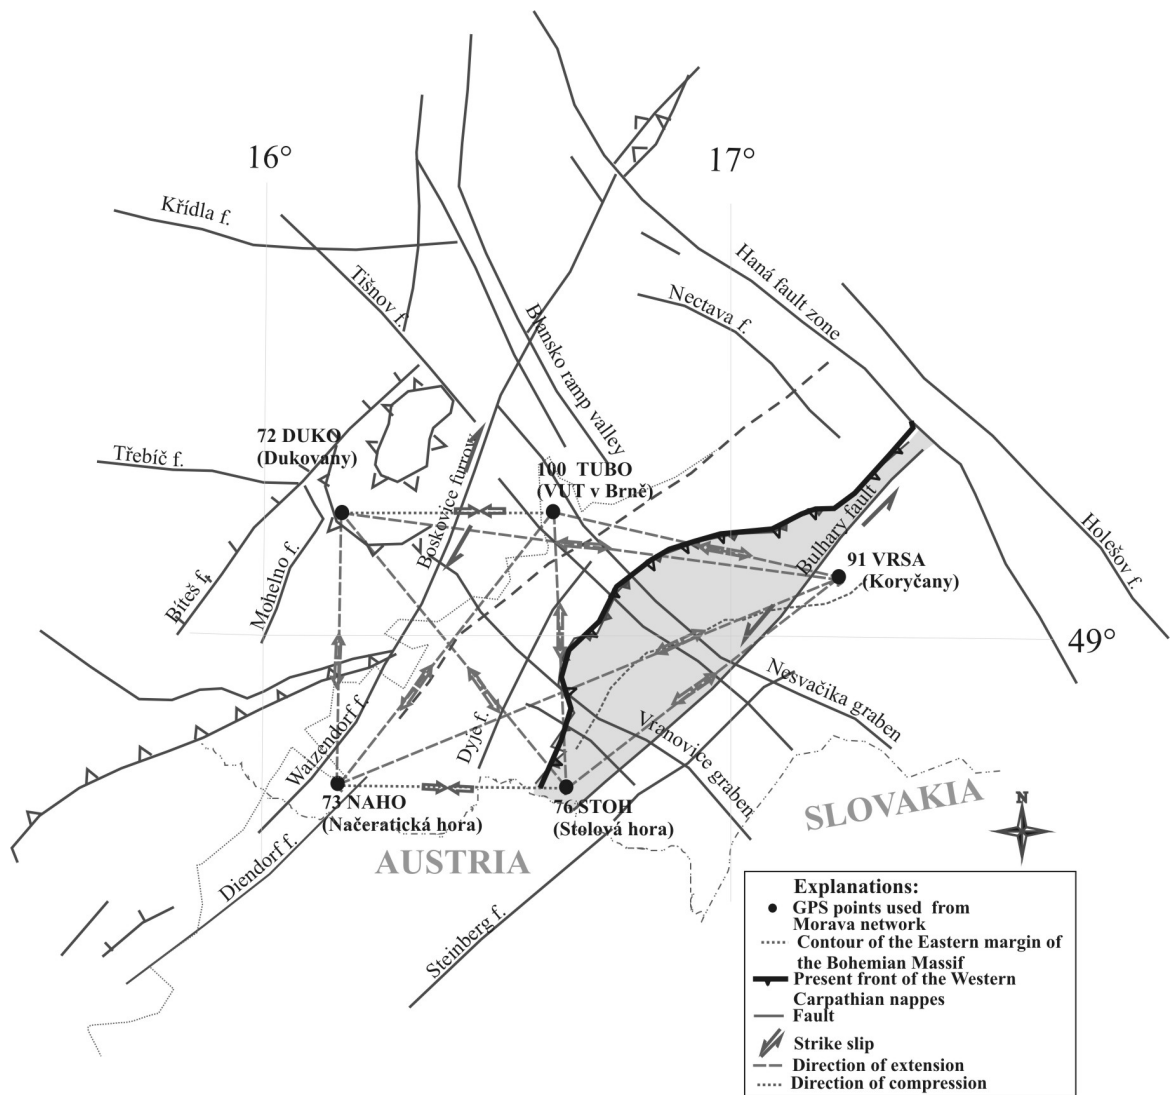 16°
17°
Křídla f.
Tišnov f.
Haná fault zone
Nectava f.
Blansko ramp valley
72 DUKO
(Dukovany)
Třebíč f.
Boskovice furrow
100 TUBO
(VUT v Brně)
Bulhary fault
Holešov f.
91 VRSA
(Koryčany)
Biteš f.
Mohelno f.
49°
Nesvačika graben
Vranovice graben
Waizendorf f.
Dyje f.
73 NAHO
(Načeratická hora)
76 STOH
(Stolová hora)
SLOVAKIA
N
AUSTRIA
Diendorf f.
Steinberg f.
Explanations:
GPS points used from
Morava network
Contour of the Eastern margin of
the Bohemian Massif
Present front of the Western
Carpathian nappes
Fault
Strike slip
Direction of extension
Direction of compression